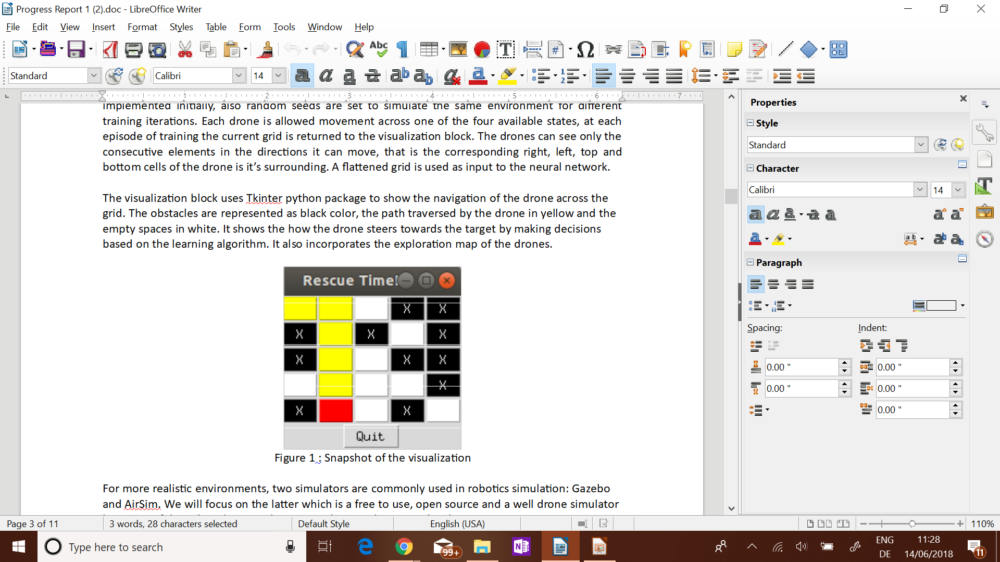 Progress Report 1 (2).doc - LibreOffice Writer
File Edit View Insert Format Styles Table Form Tools Window Help
Abc
Standard Calibri 14
1 2 3 4 5 6 7
implemented initially, also random seeds are set to simulate the same environment for different
training iterations. Each drone is allowed movement across one of the four available states, at each
episode of training the current grid is returned to the visualization block. The drones can see only the
consecutive elements in the directions it can move, that is the corresponding right, left, top and
bottom cells of the drone is it's surrounding. A flattened grid is used as input to the neural network.
The visualization block uses Tkinter python package to show the navigation of the drone across the
grid. The obstacles are represented as black color, the path traversed by the drone in yellow and the
empty spaces in white. It shows the how the drone steers towards the target by making decisions
based on the learning algorithm. It also incorporates the exploration map of the drones.
Rescue Time!
X X
X X X
X X X
X
X X
Quit
Figure 1 : Snapshot of the visualization
For more realistic environments, two simulators are commonly used in robotics simulation: Gazebo
and AirSim. We will focus on the latter which is a free to use, open source and a well drone simulator
Properties
Style
Standard
Character
Calibri 14
Paragraph
Spacing: Indent:
0.00 " 0.00 "
0.00 " 0.00 "
0.00 "
Page 3 of 11 3 words, 28 characters selected Default Style English (USA) 110%
Type here to search
99+
ENG
DE
11:28
14/06/2018
11